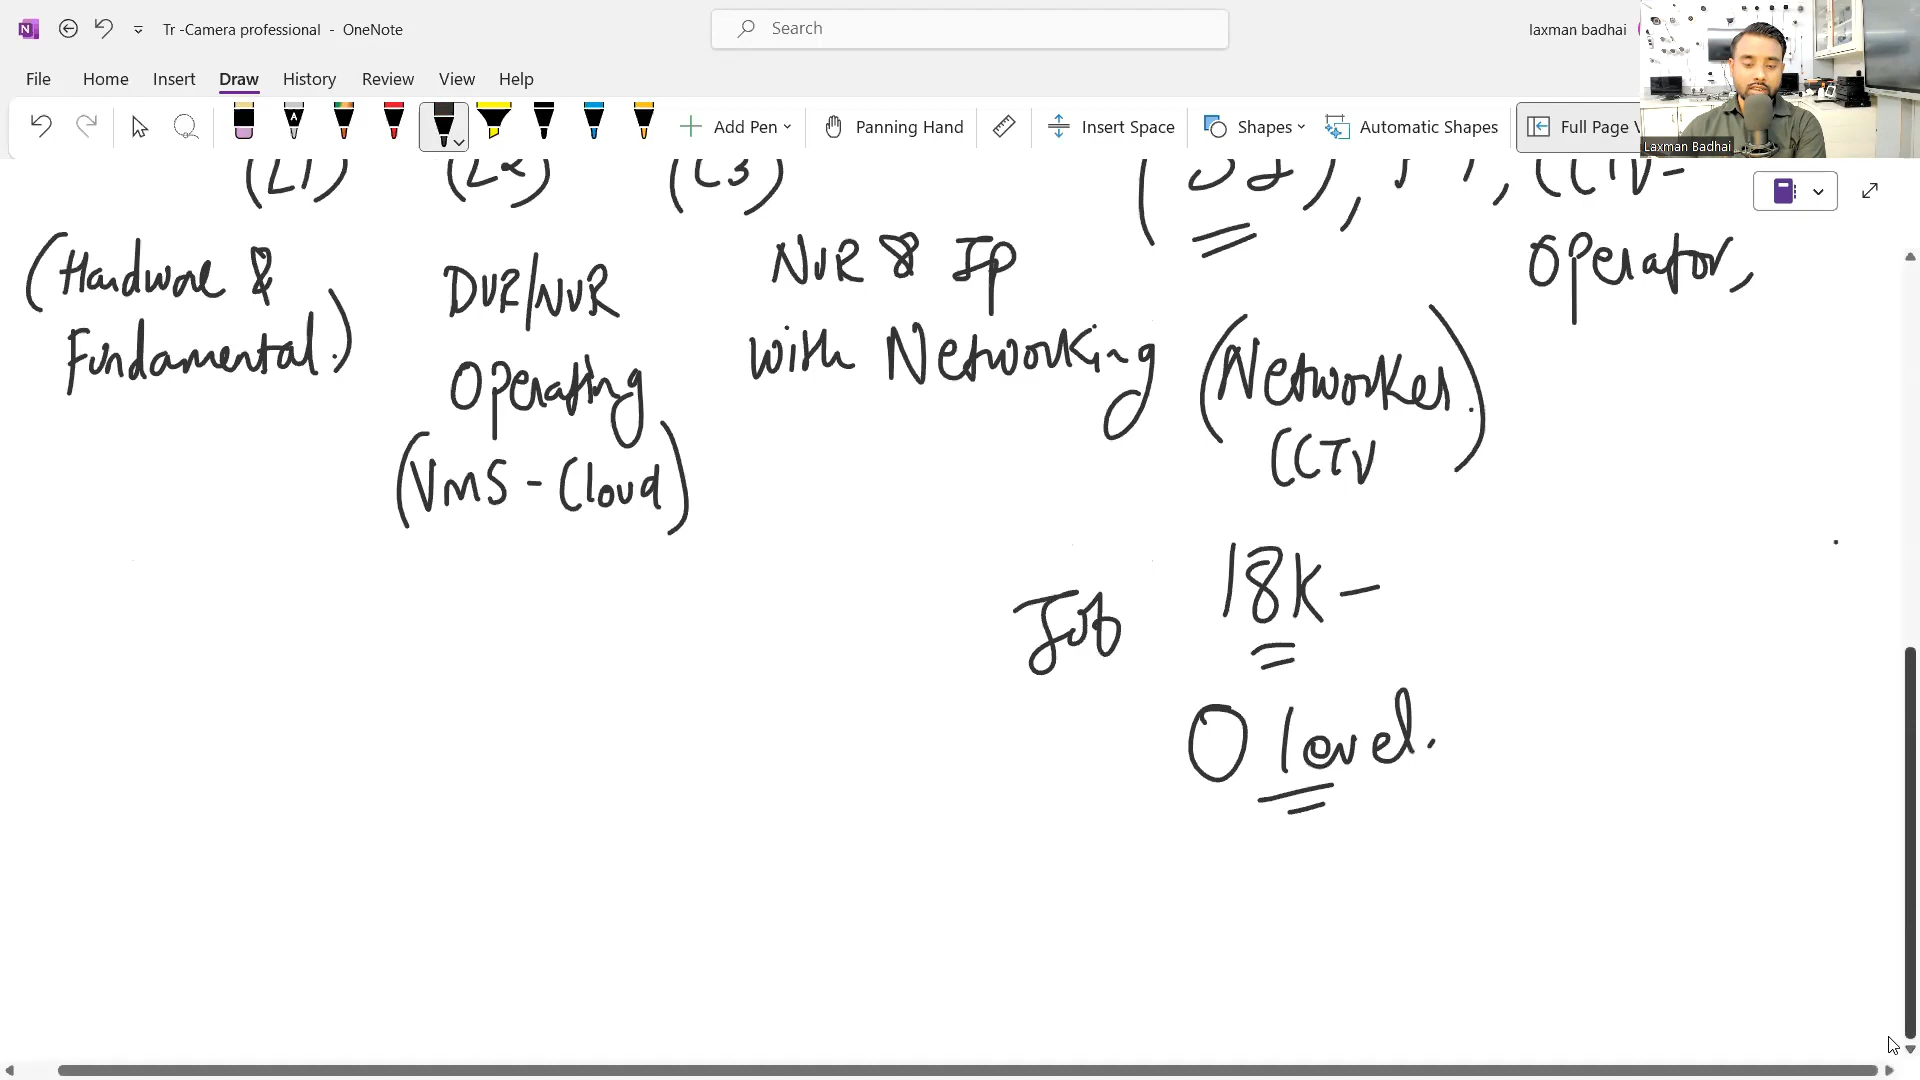 Tr -Camera professional - OneNote
Search
laxman badhai
File Home Insert Draw History Review View Help
Add Pen Panning Hand Insert Space Shapes Automatic Shapes Full Page V
Laxman Badhai
(L1) (L2) (L3) CCTV-
(Hardware & Fundamental.)
DVR/NVR
Operating
(VMS - Cloud)
NVR & Ip
with Networking
(Networker.
CCTV)
Operator,
Job 18K -
O level.